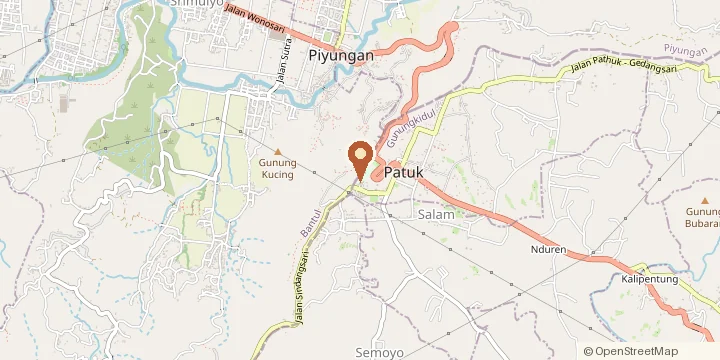 Srimulyo
Jalan Wonosari
Jalan Sutra
Piyungan
Piyungan
Jalan Pathuk - Gedangsari
Gunungkidul
Gunung
Kucing
Patuk
Bantul
Salam
Gunung
Bubaran
Nduren
Jalan Sindangsari
Kalipentung
Semoyo
© OpenStreetMap